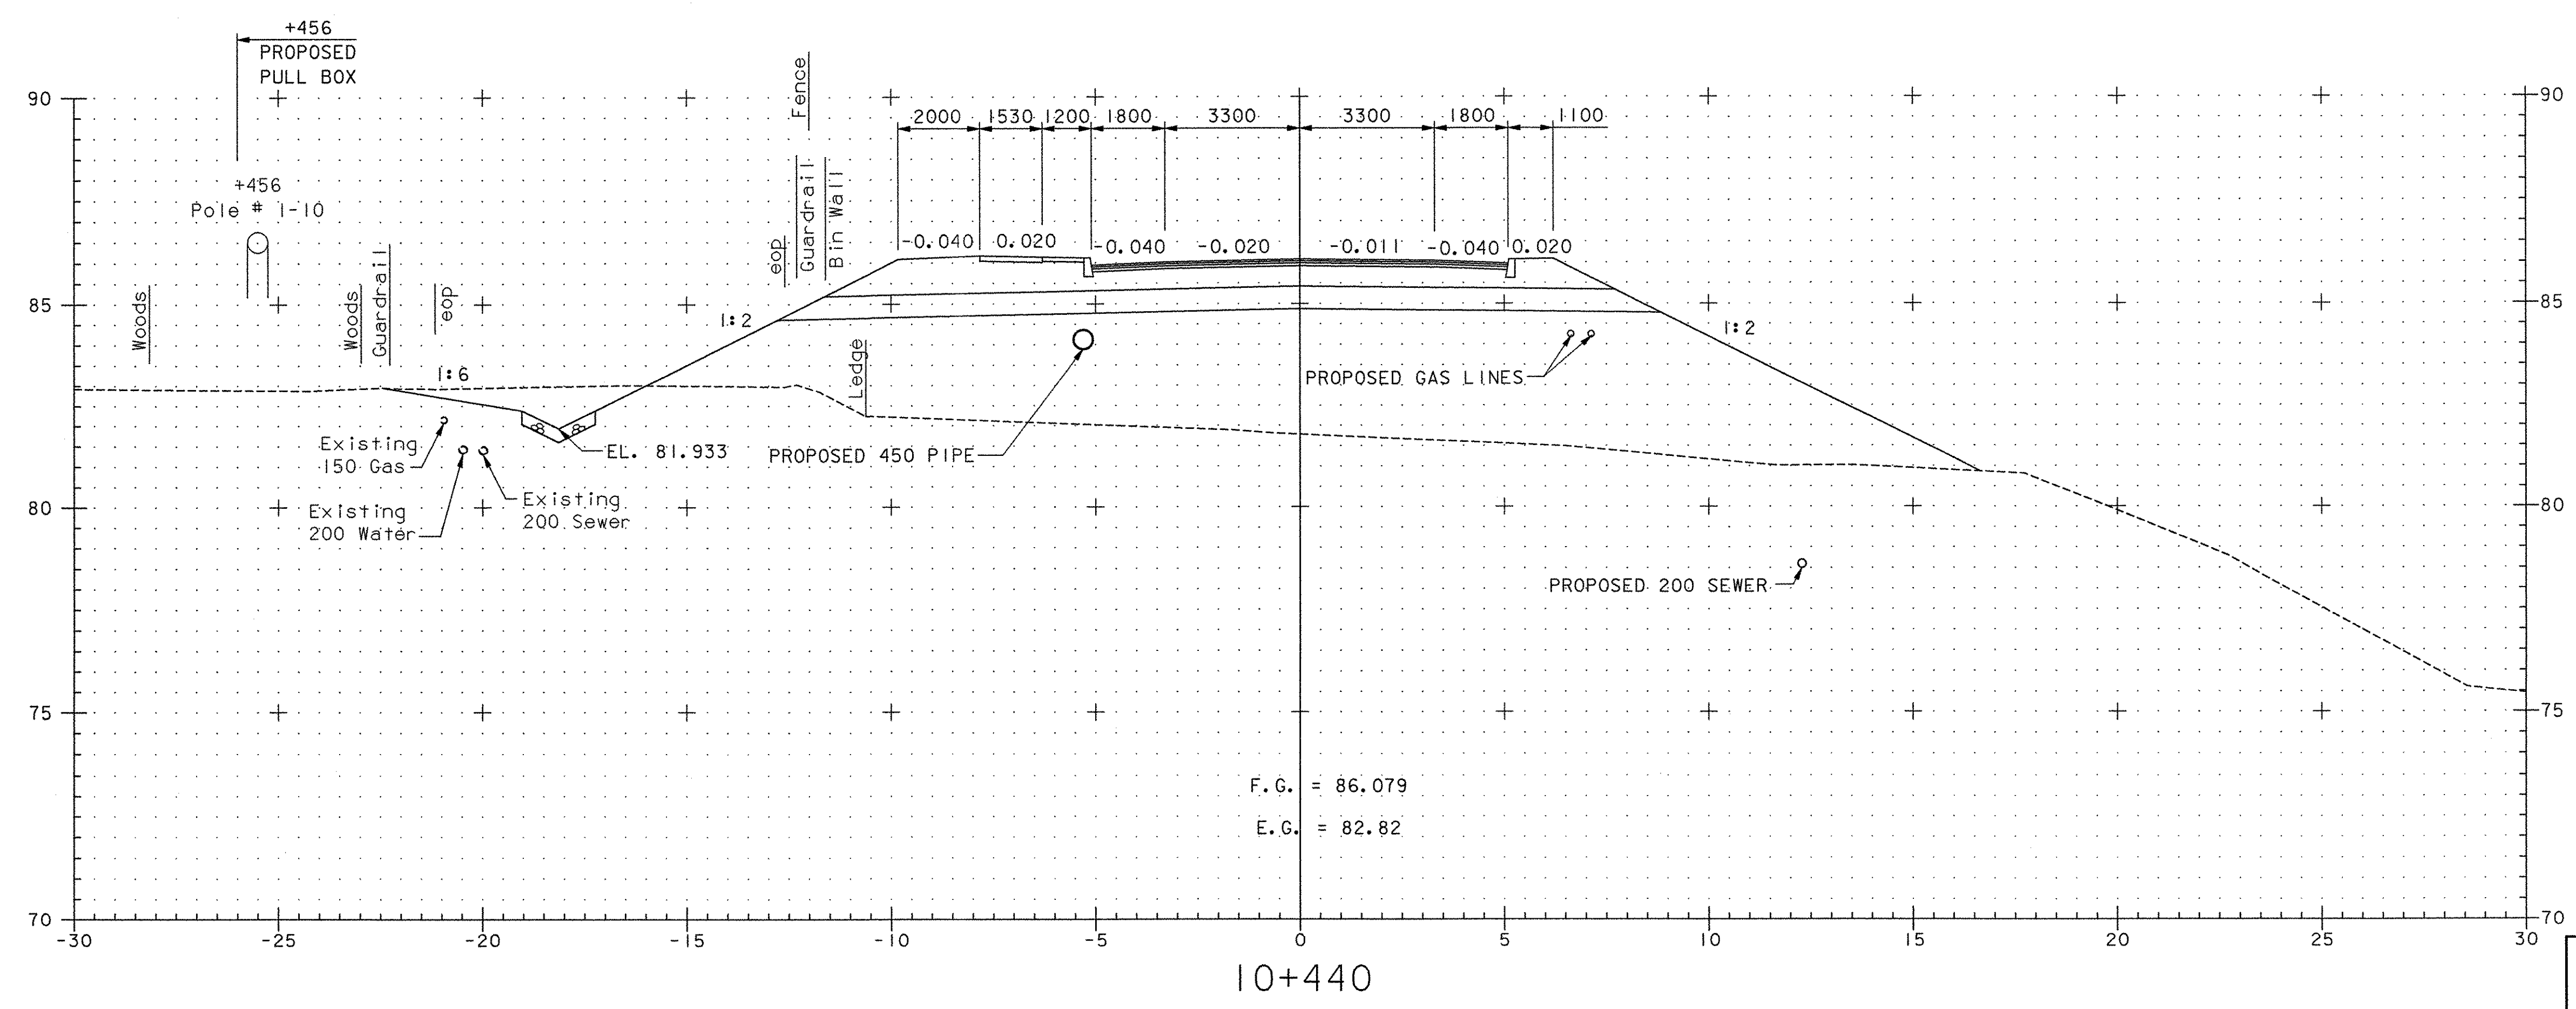 +456
PROPOSED
PULL BOX
Fence
90
90
2000 1530 1200 1800 3300 3300 1800 1100
+456
Pole # 1-10
Guardrail
Bin Wall
eop
-0.040 0.020 -0.040 -0.020 -0.011 -0.040 0.020
Woods
Woods
Guardrail
eop
85
85
1:2
1:2
1:6
Ledge
PROPOSED GAS LINES
Existing
150 Gas
EL. 81.933
PROPOSED 450 PIPE
Existing
200 Water
Existing
200 Sewer
80
80
PROPOSED 200 SEWER
75
75
F.G. = 86.079
E.G. = 82.82
70
70
-30 -25 -20 -15 -10 -5 0 5 10 15 20 25 30
10+440